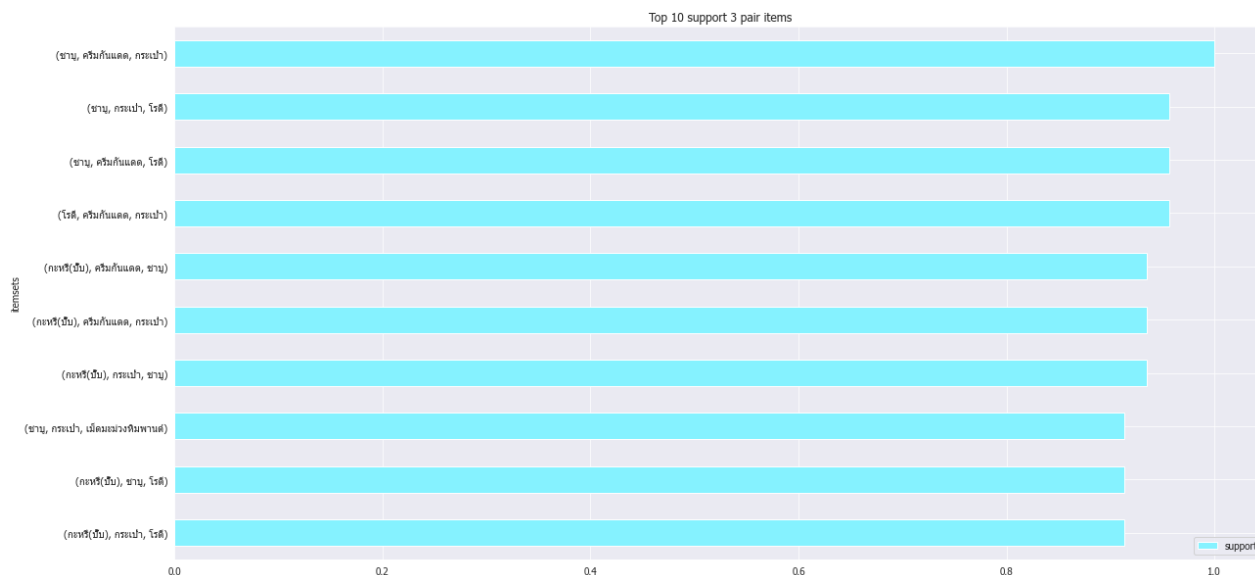 Top 10 support 3 pair items
(ชาบู, ครีมกันแดด, กระเป๋า)
(ชาบู, กระเป๋า, โรตี)
(ชาบู, ครีมกันแดด, โรตี)
(โรตี, ครีมกันแดด, กระเป๋า)
(กะหรี่(ปั๊บ), ครีมกันแดด, ชาบู)
(กะหรี่(ปั๊บ), ครีมกันแดด, กระเป๋า)
(กะหรี่(ปั๊บ), กระเป๋า, ชาบู)
(ชาบู, กระเป๋า, เม็ดมะม่วงหิมพานต์)
(กะหรี่(ปั๊บ), ชาบู, โรตี)
(กะหรี่(ปั๊บ), กระเป๋า, โรตี)
itemsets
support
0.0 0.2 0.4 0.6 0.8 1.0